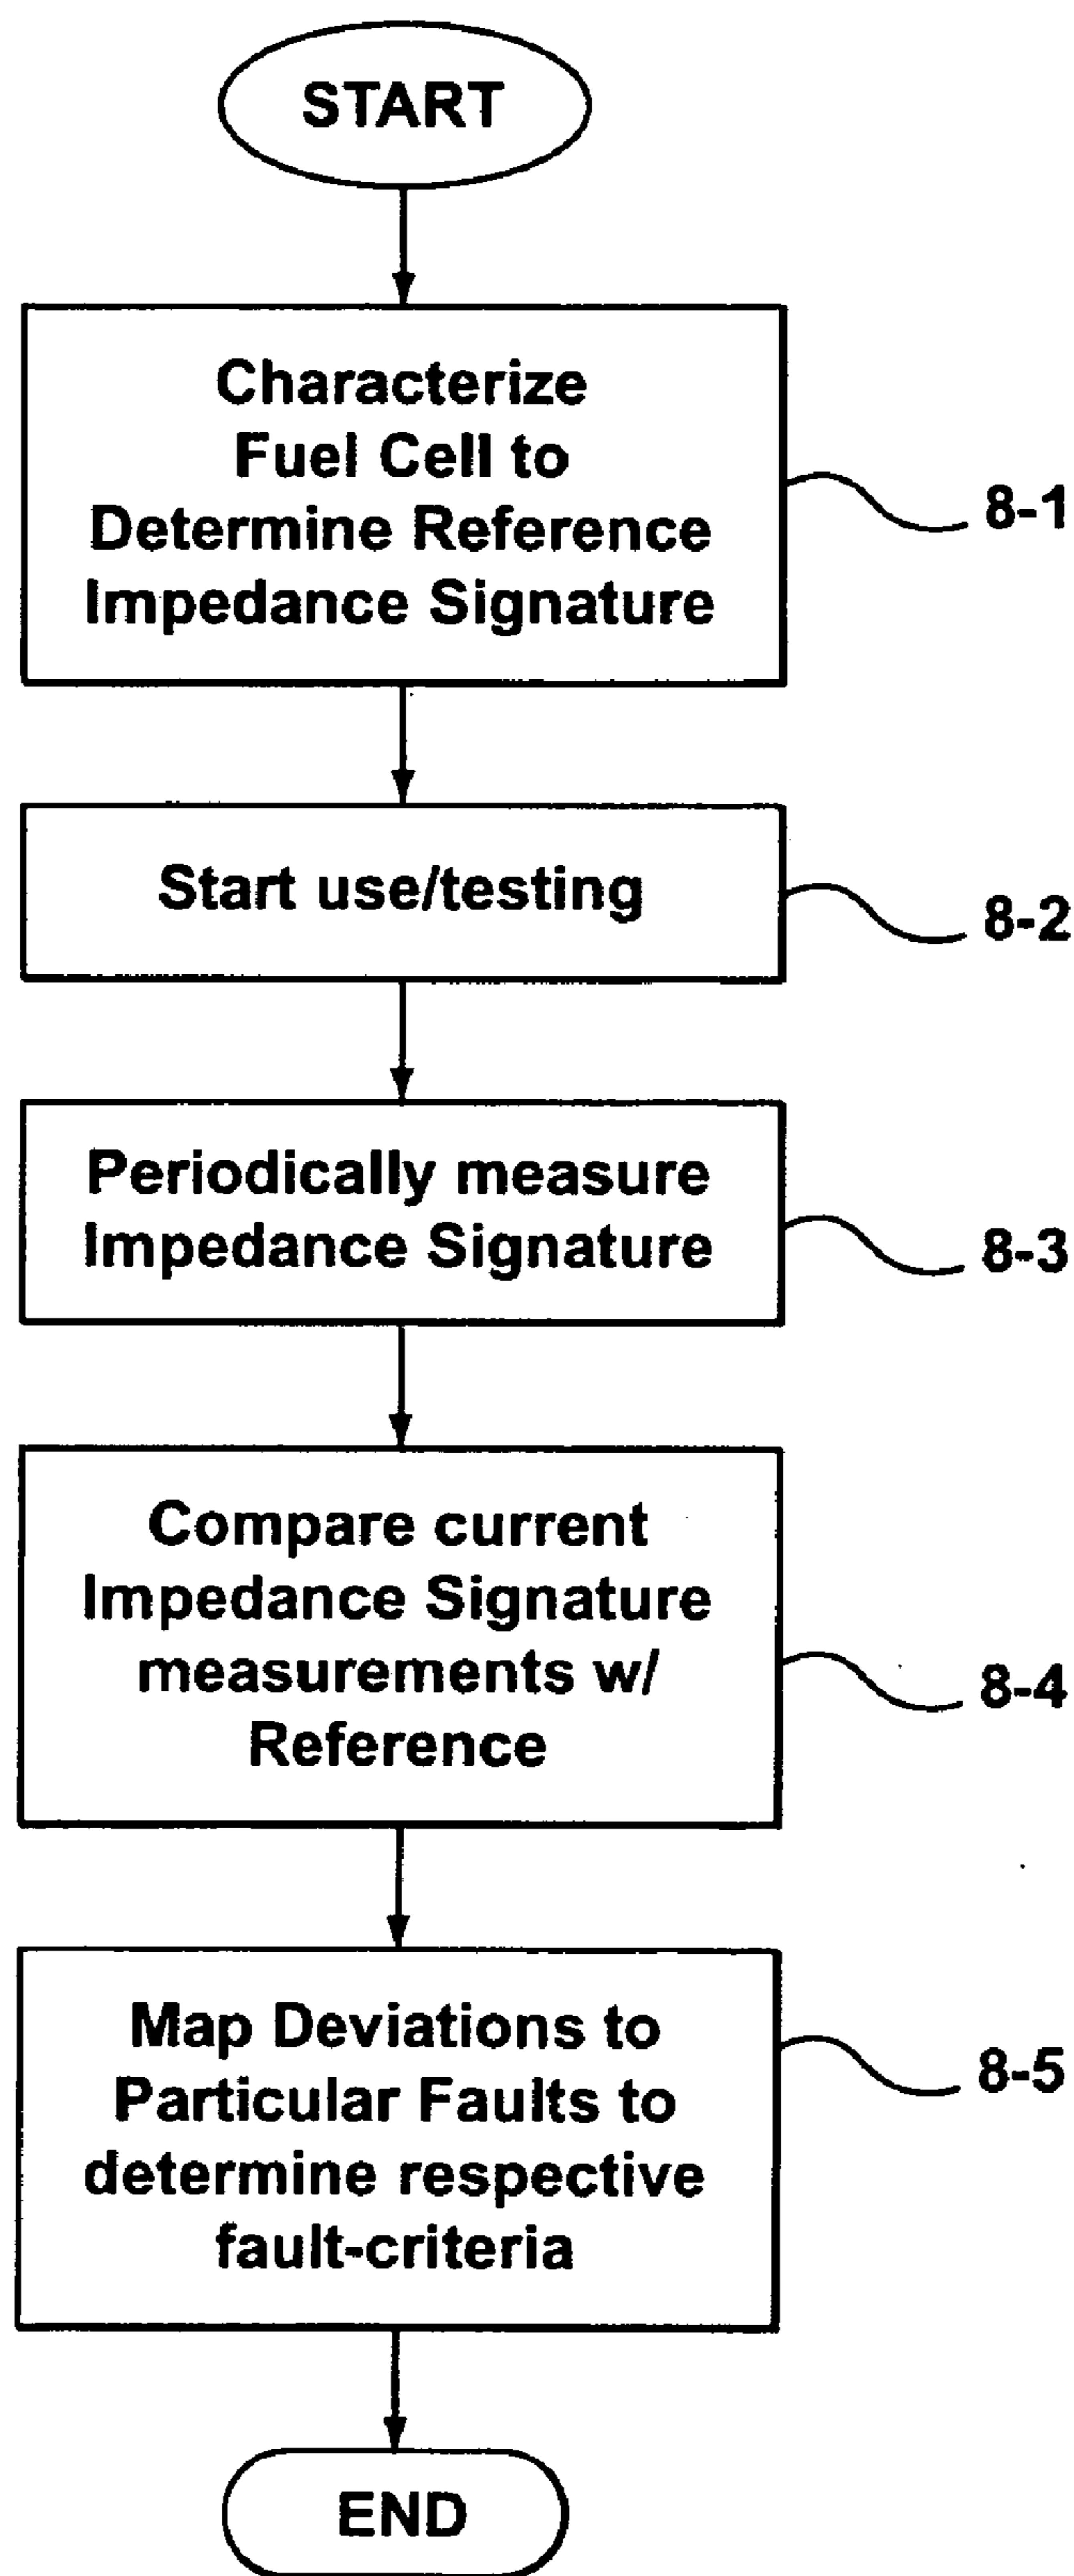 START
Characterize
Fuel Cell to
Determine Reference
Impedance Signature
8-1
Start use/testing
8-2
Periodically measure
Impedance Signature
8-3
Compare current
Impedance Signature
measurements w/
Reference
8-4
Map Deviations to
Particular Faults to
determine respective
fault-criteria
8-5
END